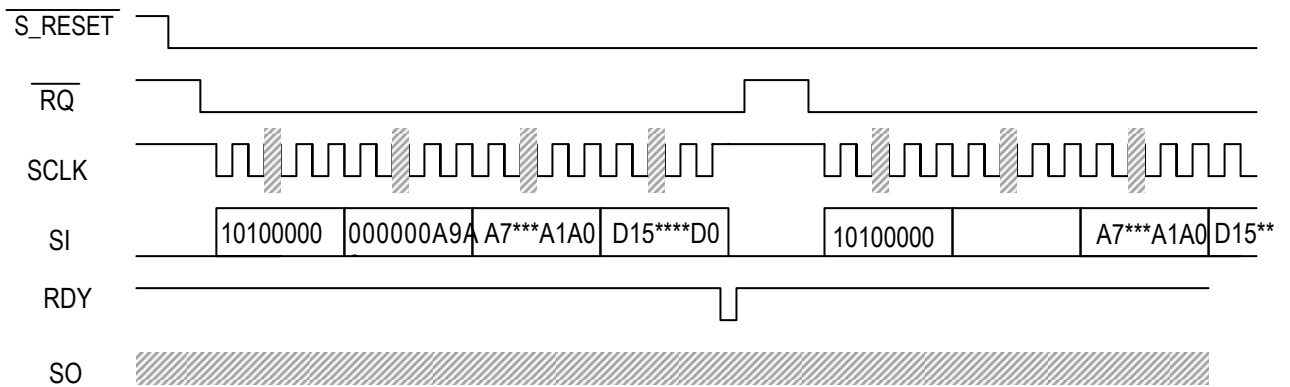 S_RESET
RQ
SCLK
SI 10100000 000000A9A A7***A1A0 D15****D0 10100000 A7***A1A0 D15**
RDY
SO